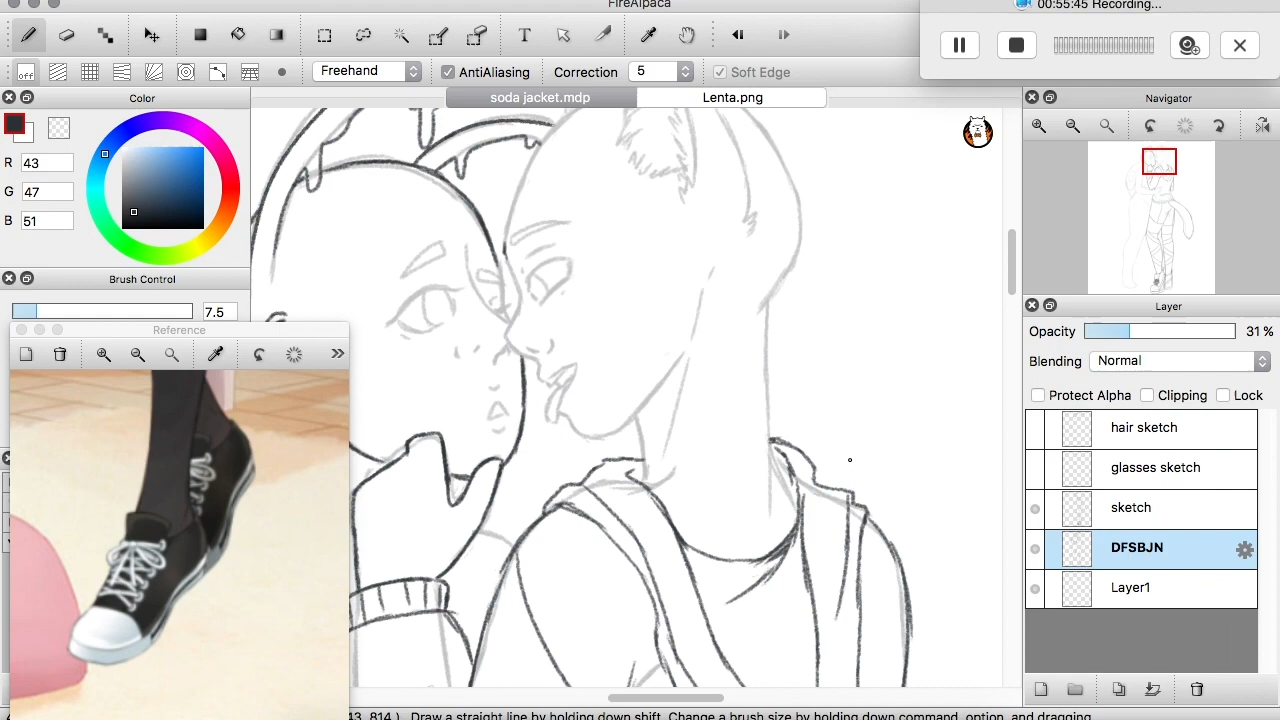 FireAlpaca
00:55:45 Recording...
T
off
Freehand
AntiAliasing
Correction
5
Soft Edge
Color
soda jacket.mdp
Lenta.png
Navigator
R
43
G
47
B
51
Brush Control
7.5
Reference
Layer
Opacity
31 %
Blending
Normal
Protect Alpha
Clipping
Lock
hair sketch
glasses sketch
sketch
DFSBJN
Layer1
43, 814 ) Draw a straight line by holding down shift, Change a brush size by holding down command, option, and dragging